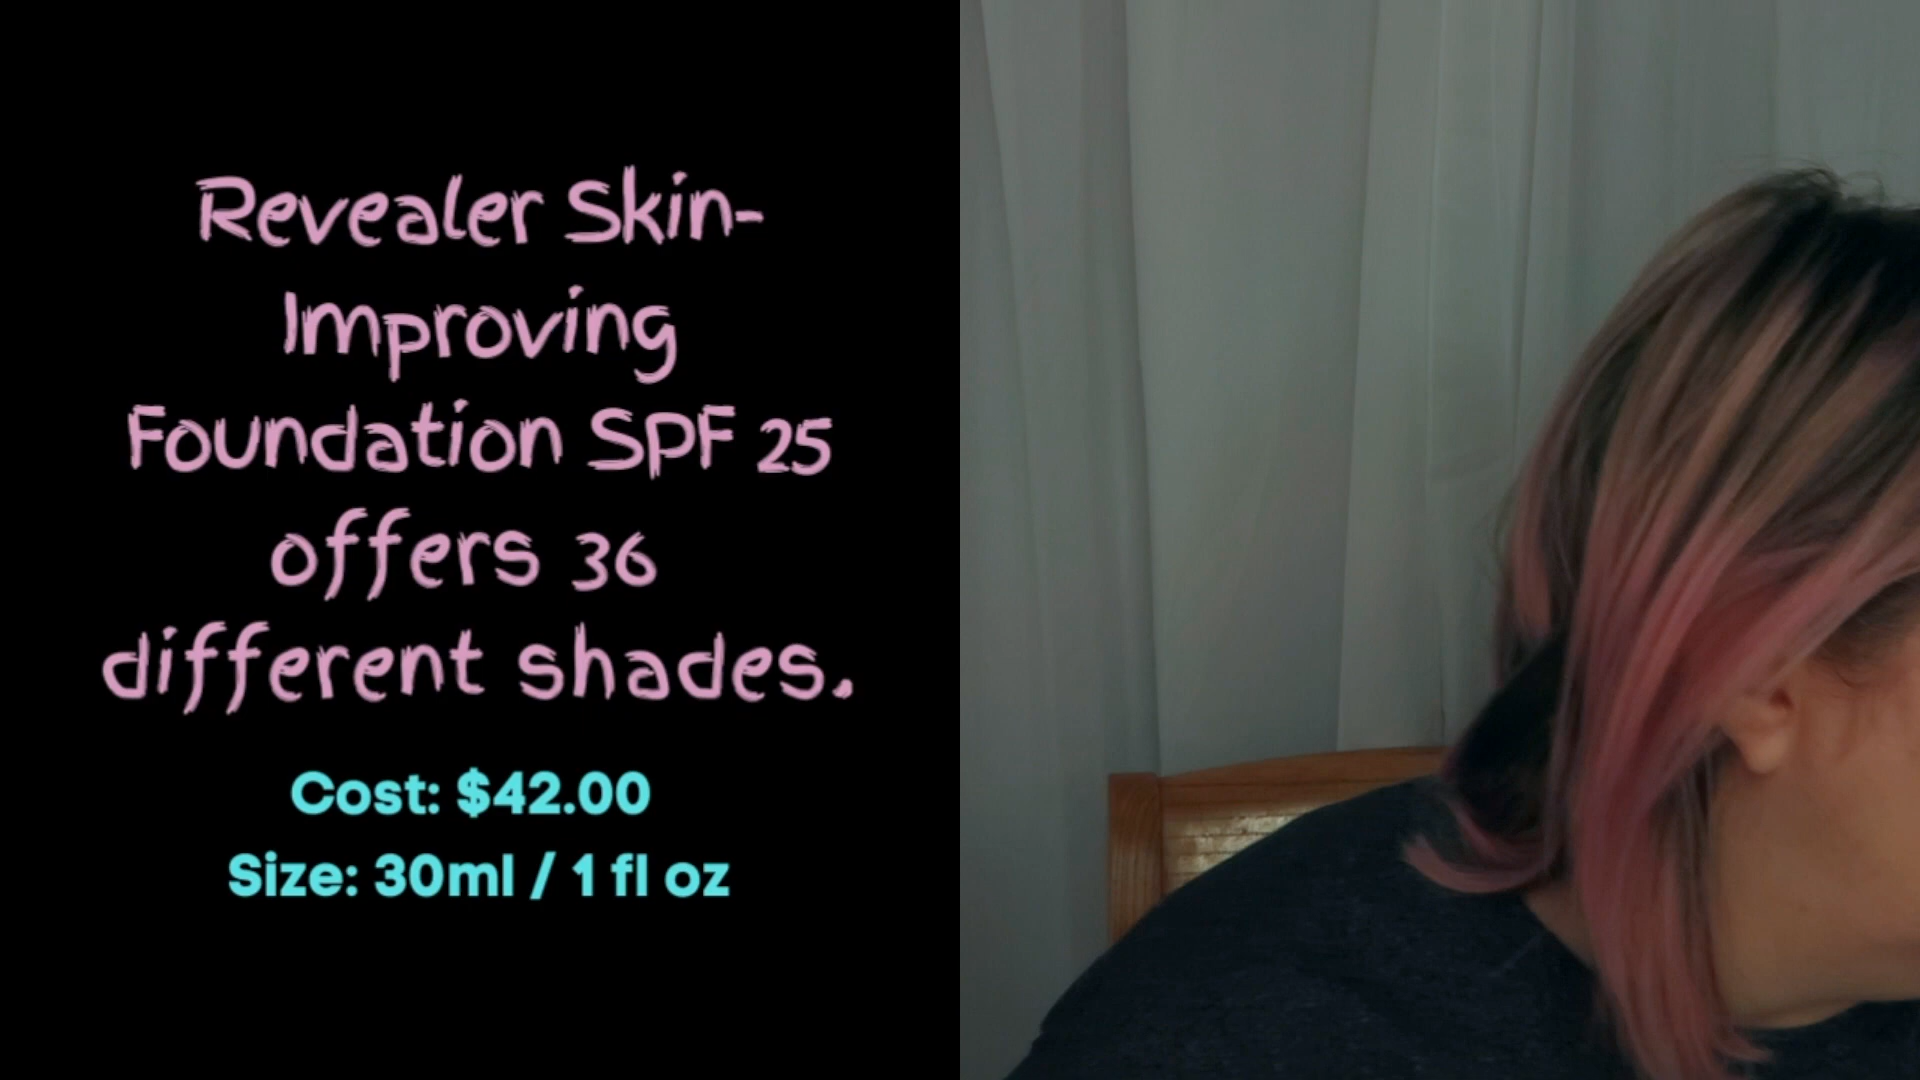 Revealer Skin-
Improving
Foundation SPF 25
offers 36
different shades.
Cost: $42.00
Size: 30ml / 1 fl oz